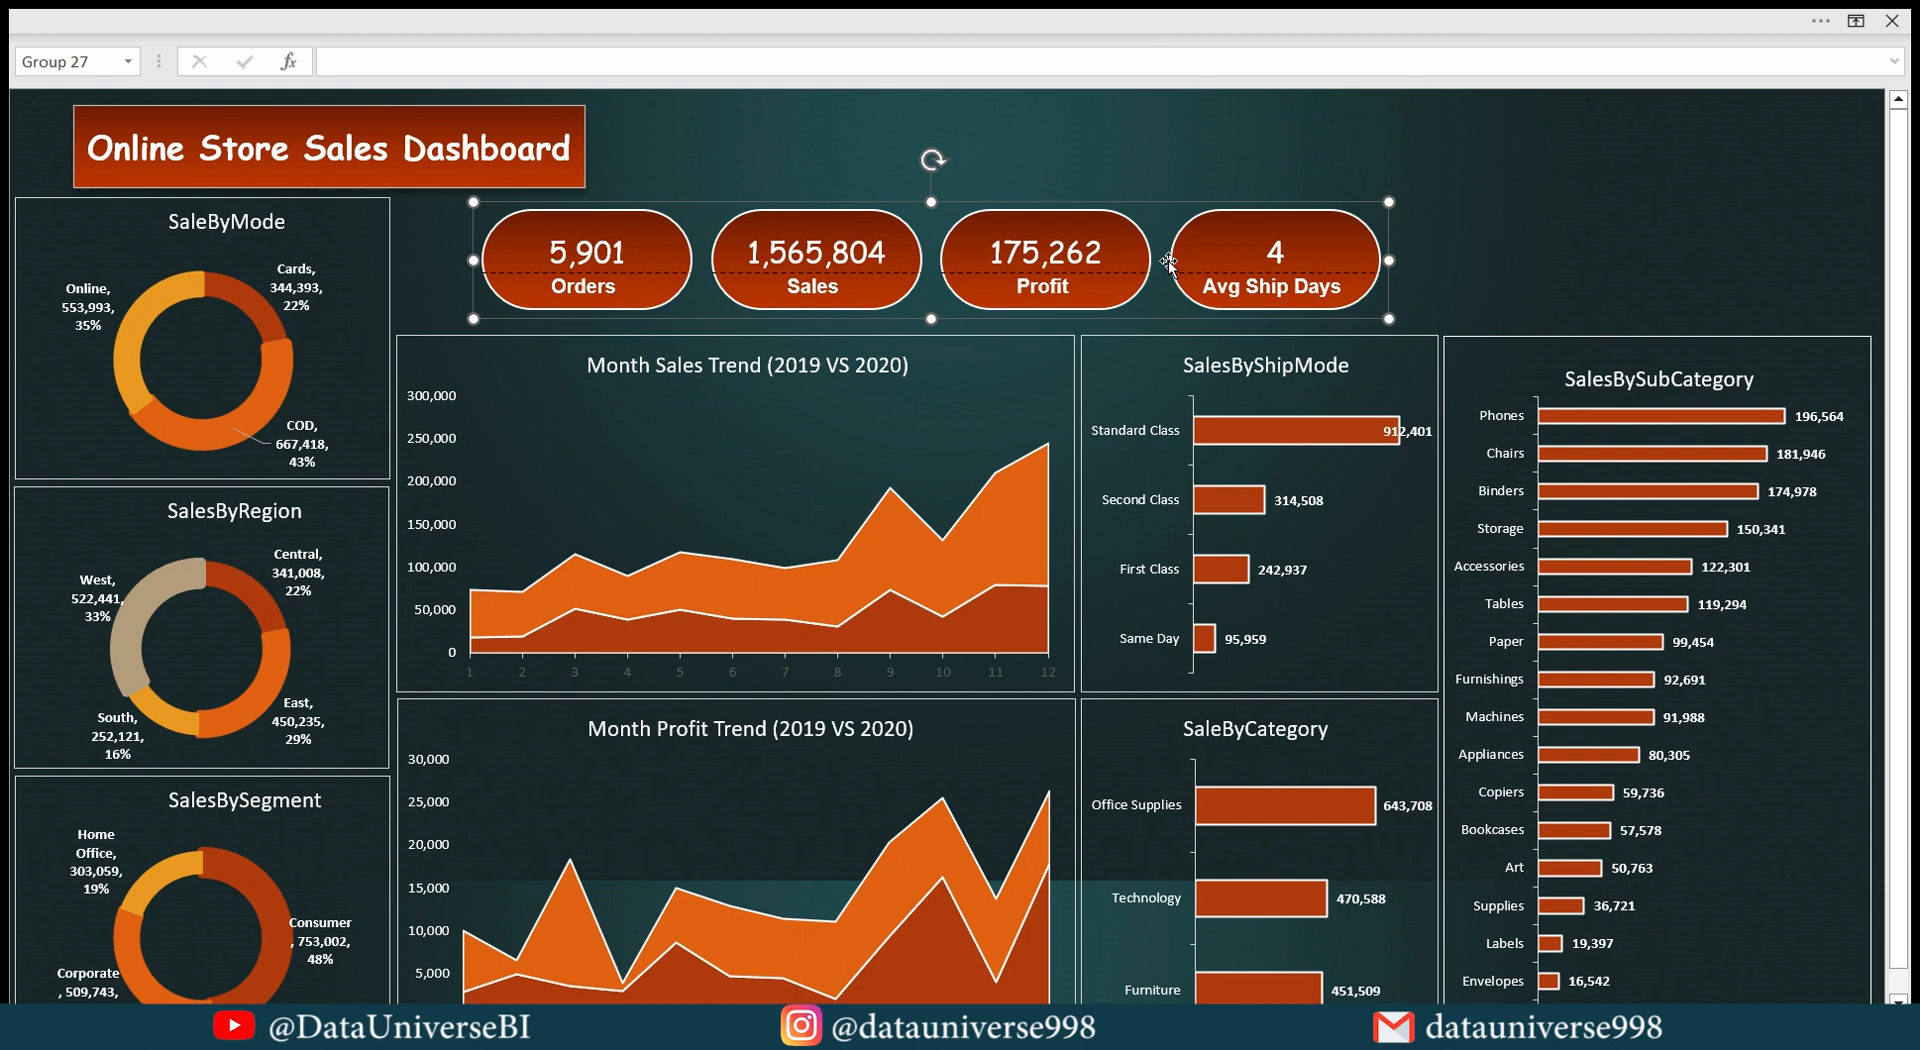 Group 27
fx
Online Store Sales Dashboard
5,901
Orders
1,565,804
Sales
175,262
Profit
4
Avg Ship Days
SaleByMode
Online,
553,993,
35%
Cards,
344,393,
22%
COD,
667,418,
43%
SalesByRegion
West,
522,441,
33%
Central,
341,008,
22%
South,
252,121,
16%
East,
450,235,
29%
SalesBySegment
Home
Office,
303,059,
19%
Consumer
, 753,002,
48%
Corporate
, 509,743,
Month Sales Trend (2019 VS 2020)
300,000
250,000
200,000
150,000
100,000
50,000
0
1 2 3 4 5 6 7 8 9 10 11 12
Month Profit Trend (2019 VS 2020)
30,000
25,000
20,000
15,000
10,000
5,000
SalesByShipMode
Standard Class 912,401
Second Class 314,508
First Class 242,937
Same Day 95,959
SaleByCategory
Office Supplies 643,708
Technology 470,588
Furniture 451,509
SalesBySubCategory
Phones 196,564
Chairs 181,946
Binders 174,978
Storage 150,341
Accessories 122,301
Tables 119,294
Paper 99,454
Furnishings 92,691
Machines 91,988
Appliances 80,305
Copiers 59,736
Bookcases 57,578
Art 50,763
Supplies 36,721
Labels 19,397
Envelopes 16,542
@DataUniverseBI
@datauniverse998
datauniverse998